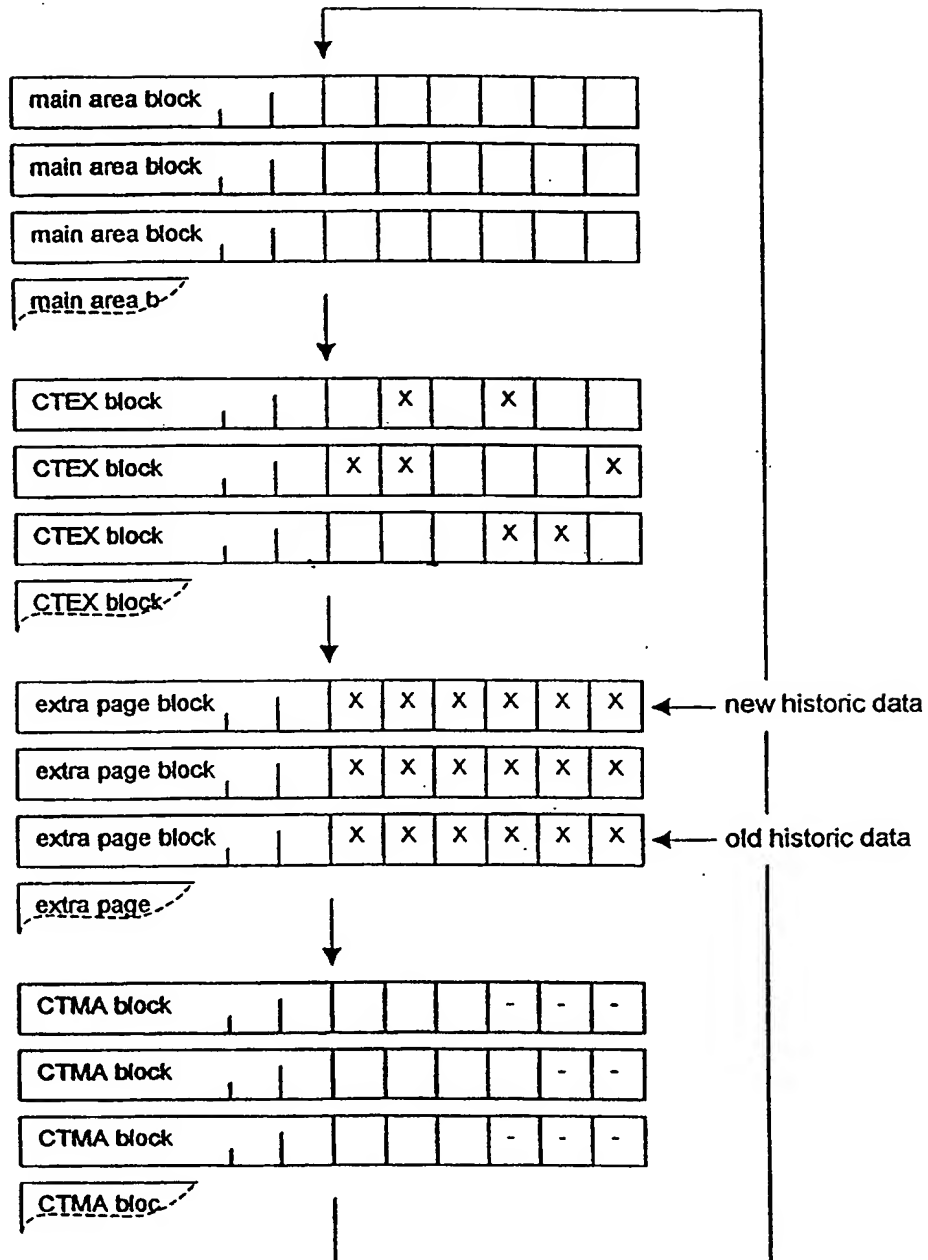 main area block
main area block
main area block
main area b
CTEX block X X
CTEX block X X X
CTEX block X X
CTEX block
extra page block X X X X X X new historic data
extra page block X X X X X X
extra page block X X X X X X old historic data
extra page
CTMA block - - -
CTMA block - -
CTMA block - - -
CTMA bloc